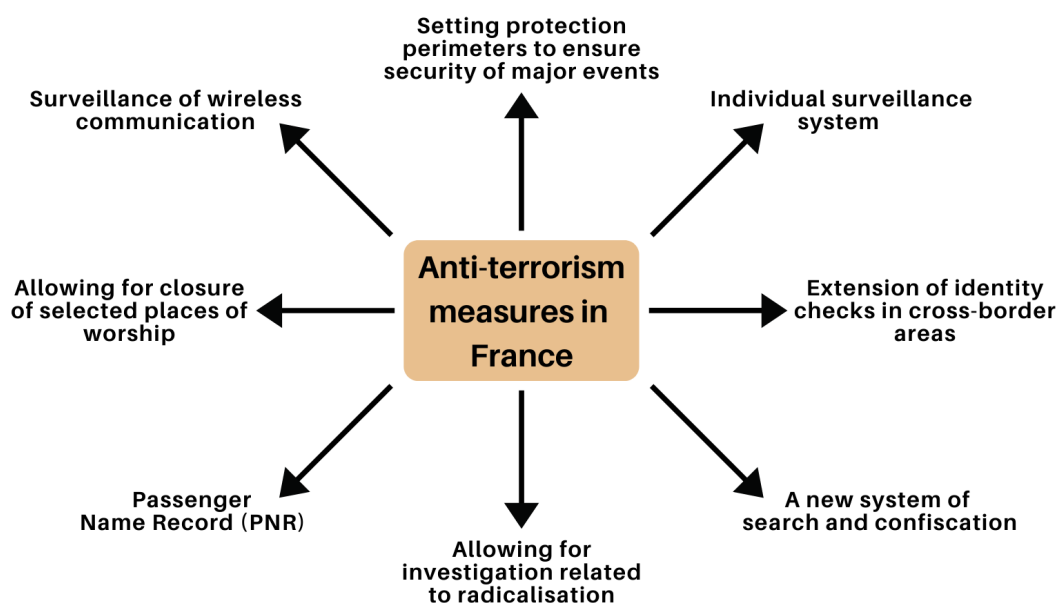 Setting protection
perimeters to ensure
security of major events
Surveillance of wireless
communication
Individual surveillance
system
Anti-terrorism
measures in
France
Allowing for closure
of selected places of
worship
Extension of identity
checks in cross-border
areas
Passenger
Name Record (PNR)
A new system of
search and confiscation
Allowing for
investigation related
to radicalisation